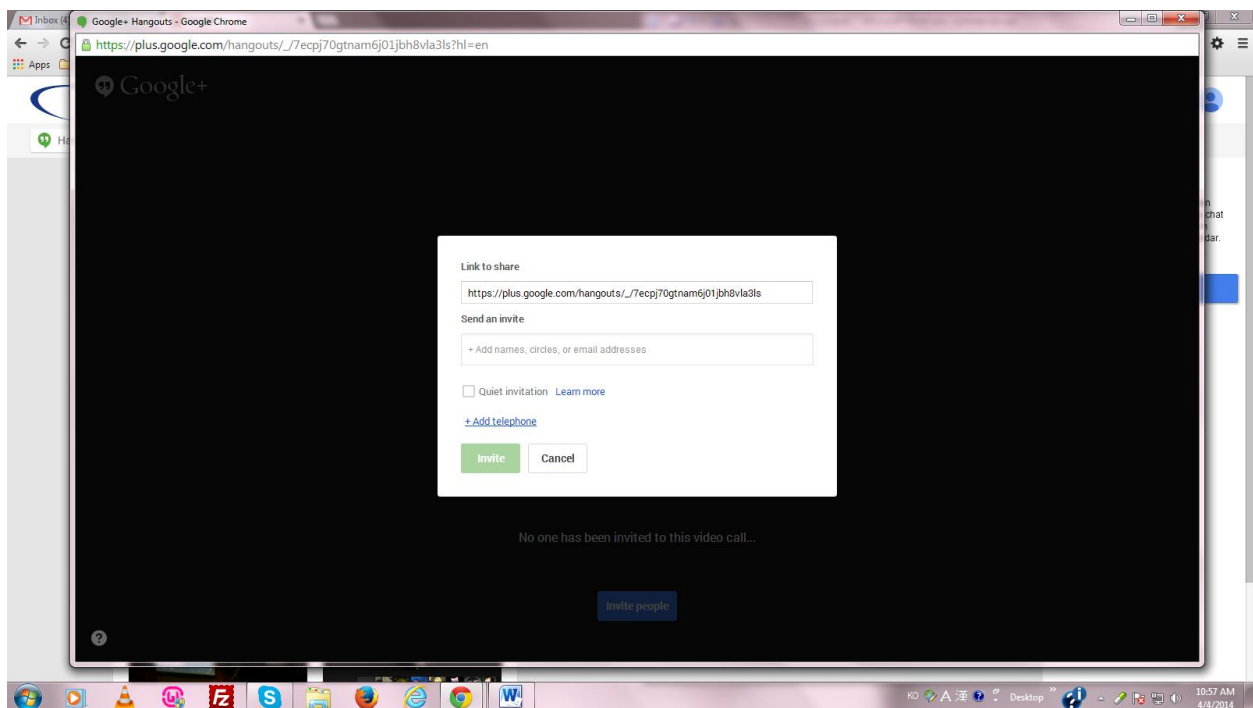 Inbox (4
Google+ Hangouts - Google Chrome
https://plus.google.com/hangouts/_/7ecpj70gtnam6j01jbh8vla3ls?hl=en
Apps
Google+
Ha
n
chat
n
dar.
Link to share
https://plus.google.com/hangouts/_/7ecpj70gtnam6j01jbh8vla3ls
Send an invite
+ Add names, circles, or email addresses
Quiet invitation Learn more
+ Add telephone
Invite Cancel
No one has been invited to this video call...
Invite people
KO A 漢 Desktop
10:57 AM
4/4/2014